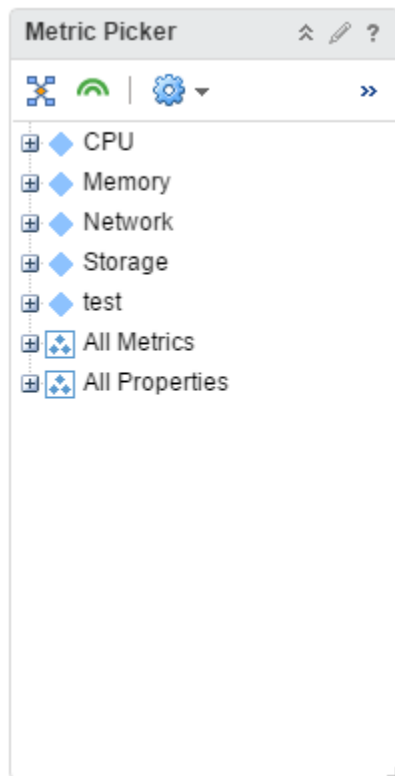 Metric Picker ?
CPU
Memory
Network
Storage
test
All Metrics
All Properties